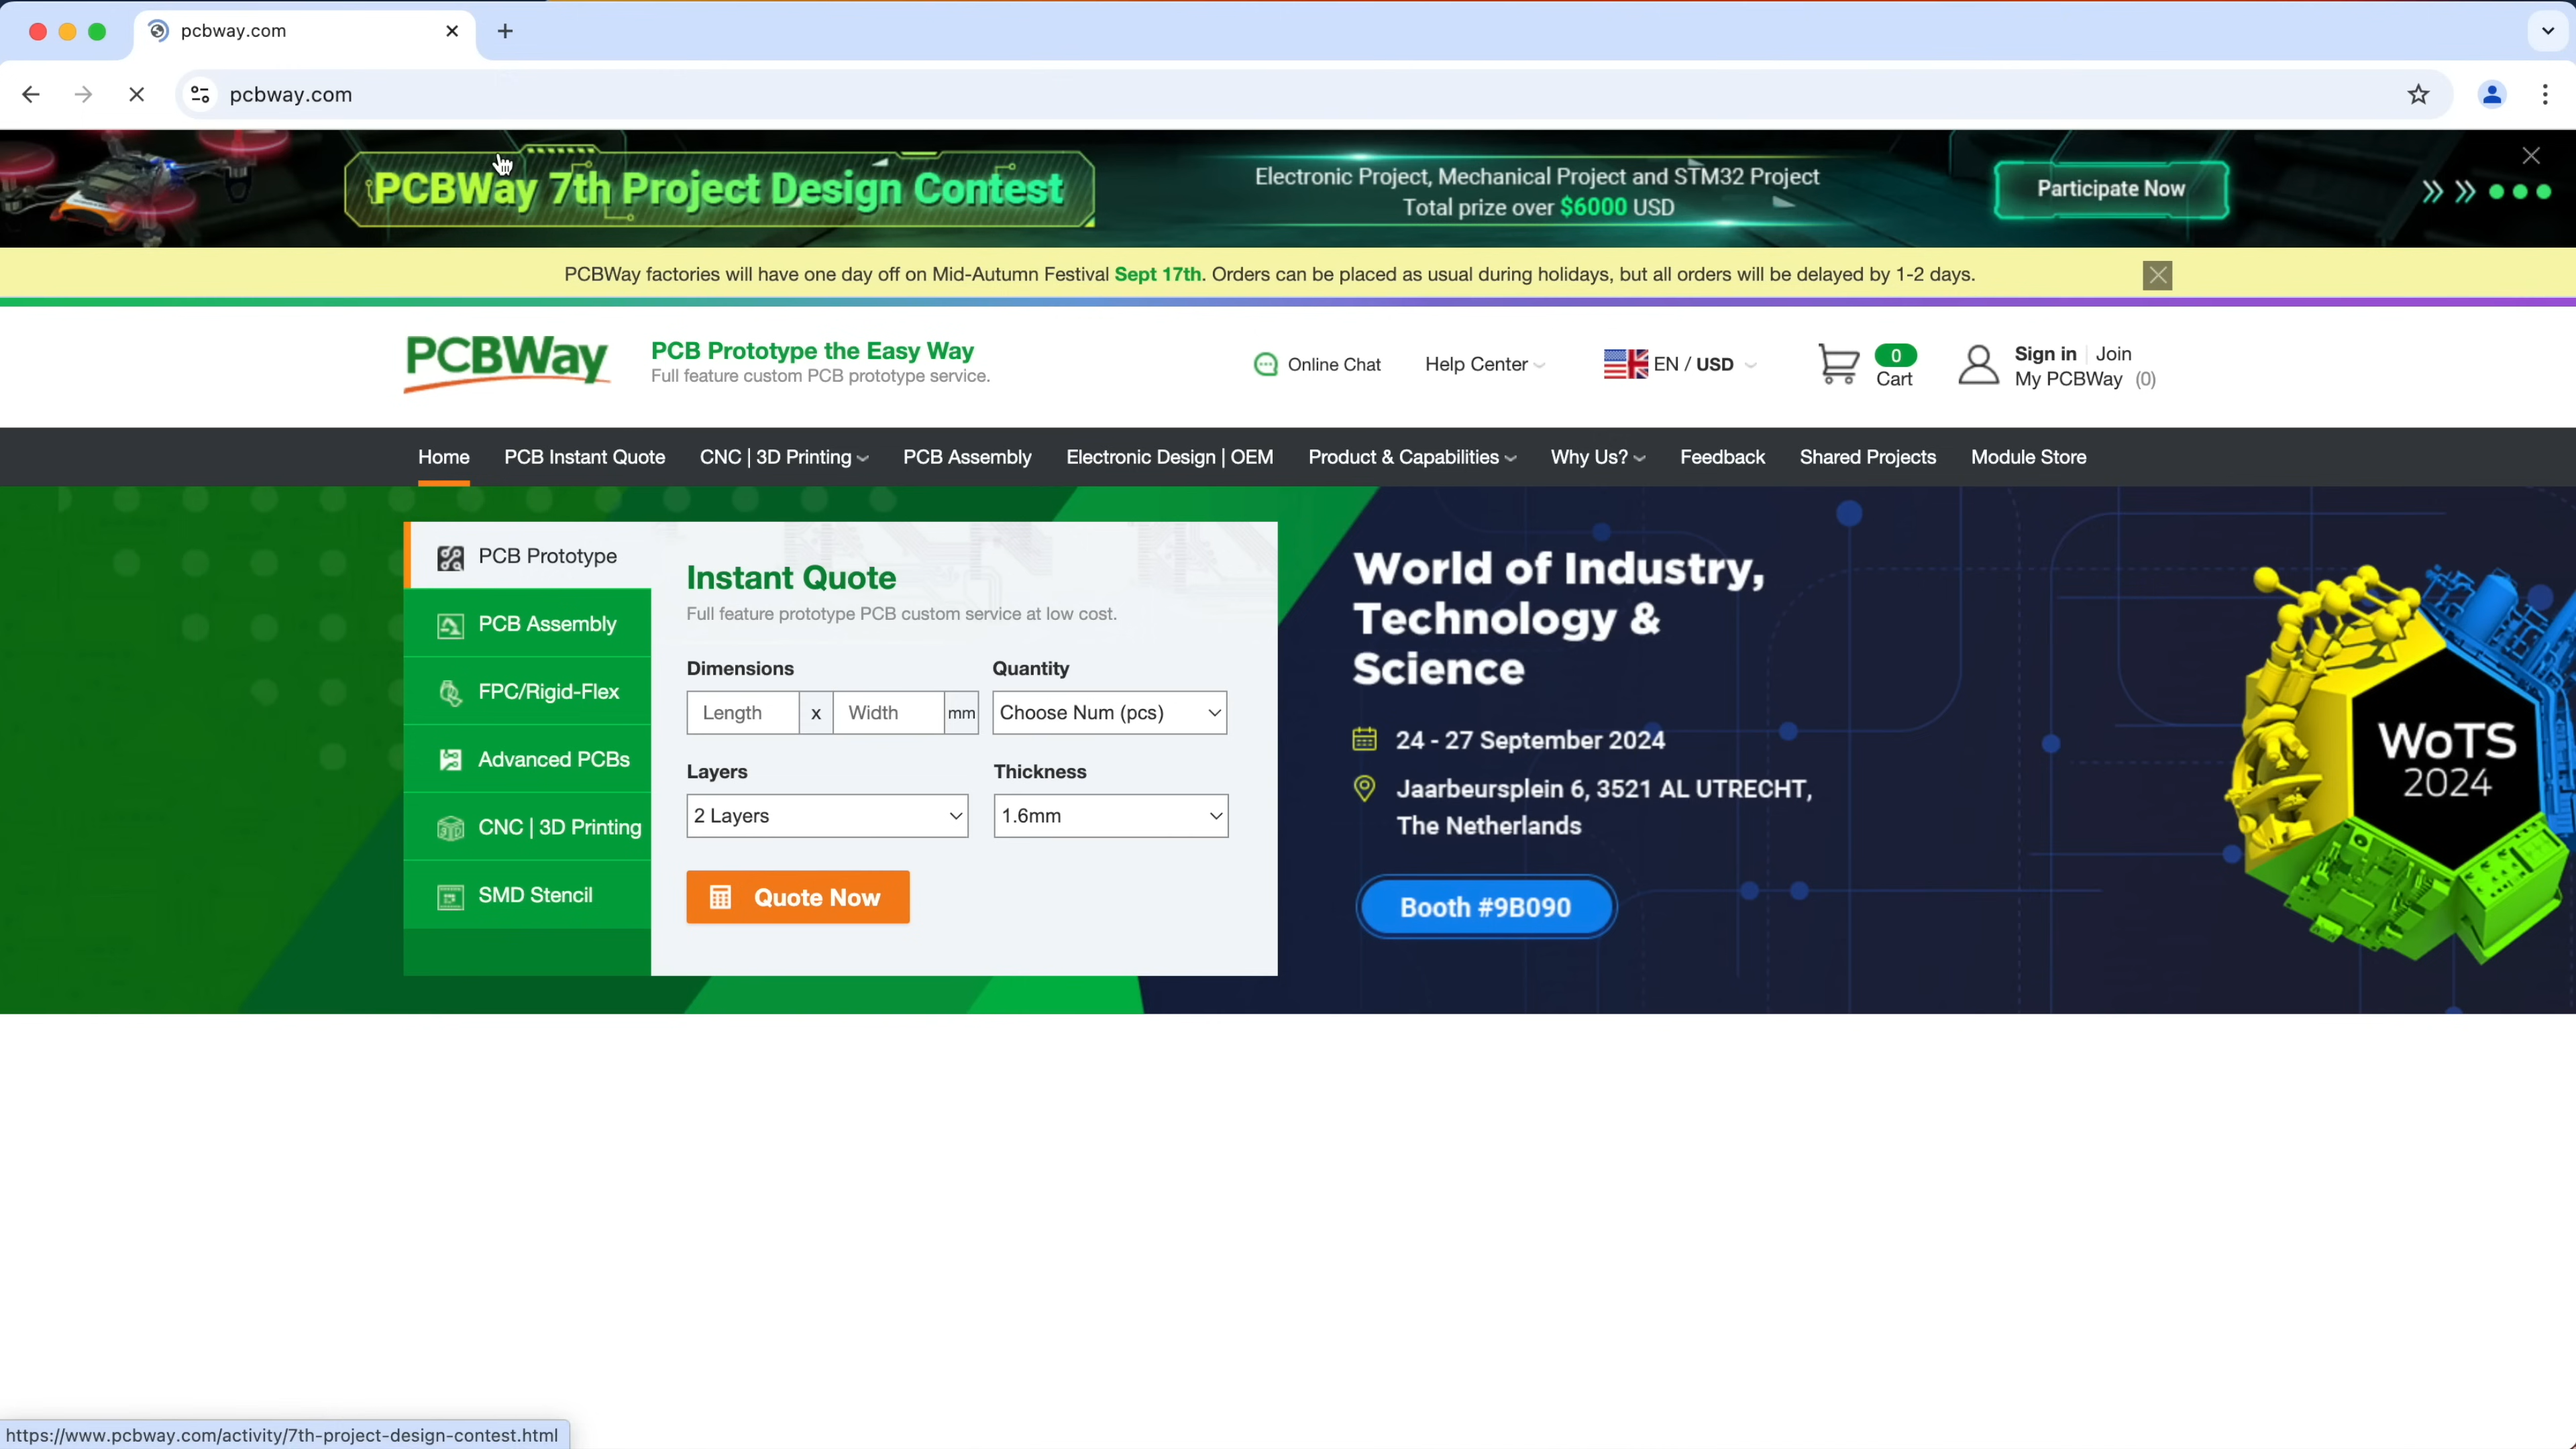 pcbway.com
pcbway.com
PCBWay 7th Project Design Contest
Electronic Project, Mechanical Project and STM32 Project
Total prize over $6000 USD
Participate Now
PCBWay factories will have one day off on Mid-Autumn Festival Sept 17th. Orders can be placed as usual during holidays, but all orders will be delayed by 1-2 days.
PCBWay
PCB Prototype the Easy Way
Full feature custom PCB prototype service.
Online Chat
Help Center
EN / USD
0
Cart
Sign in Join
My PCBWay (0)
Home PCB Instant Quote CNC | 3D Printing PCB Assembly Electronic Design | OEM Product & Capabilities Why Us? Feedback Shared Projects Module Store
PCB Prototype
PCB Assembly
FPC/Rigid-Flex
Advanced PCBs
CNC | 3D Printing
SMD Stencil
Instant Quote
Full feature prototype PCB custom service at low cost.
Dimensions Quantity
Length x Width mm Choose Num (pcs)
Layers Thickness
2 Layers 1.6mm
Quote Now
World of Industry,
Technology &
Science
24 - 27 September 2024
Jaarbeursplein 6, 3521 AL UTRECHT,
The Netherlands
Booth #9B090
WoTS
2024
https://www.pcbway.com/activity/7th-project-design-contest.html